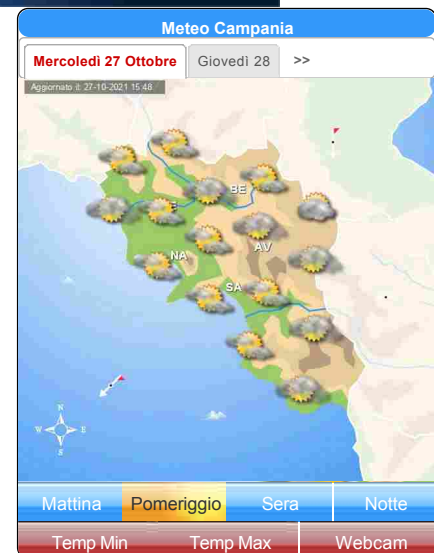 Meteo Campania
Mercoledì 27 Ottobre Giovedì 28 >>
Aggiornato il: 27-10-2021 15:48
BE
AV
NA
SA
N
W E
S
Mattina Pomeriggio Sera Notte
Temp Min Temp Max Webcam